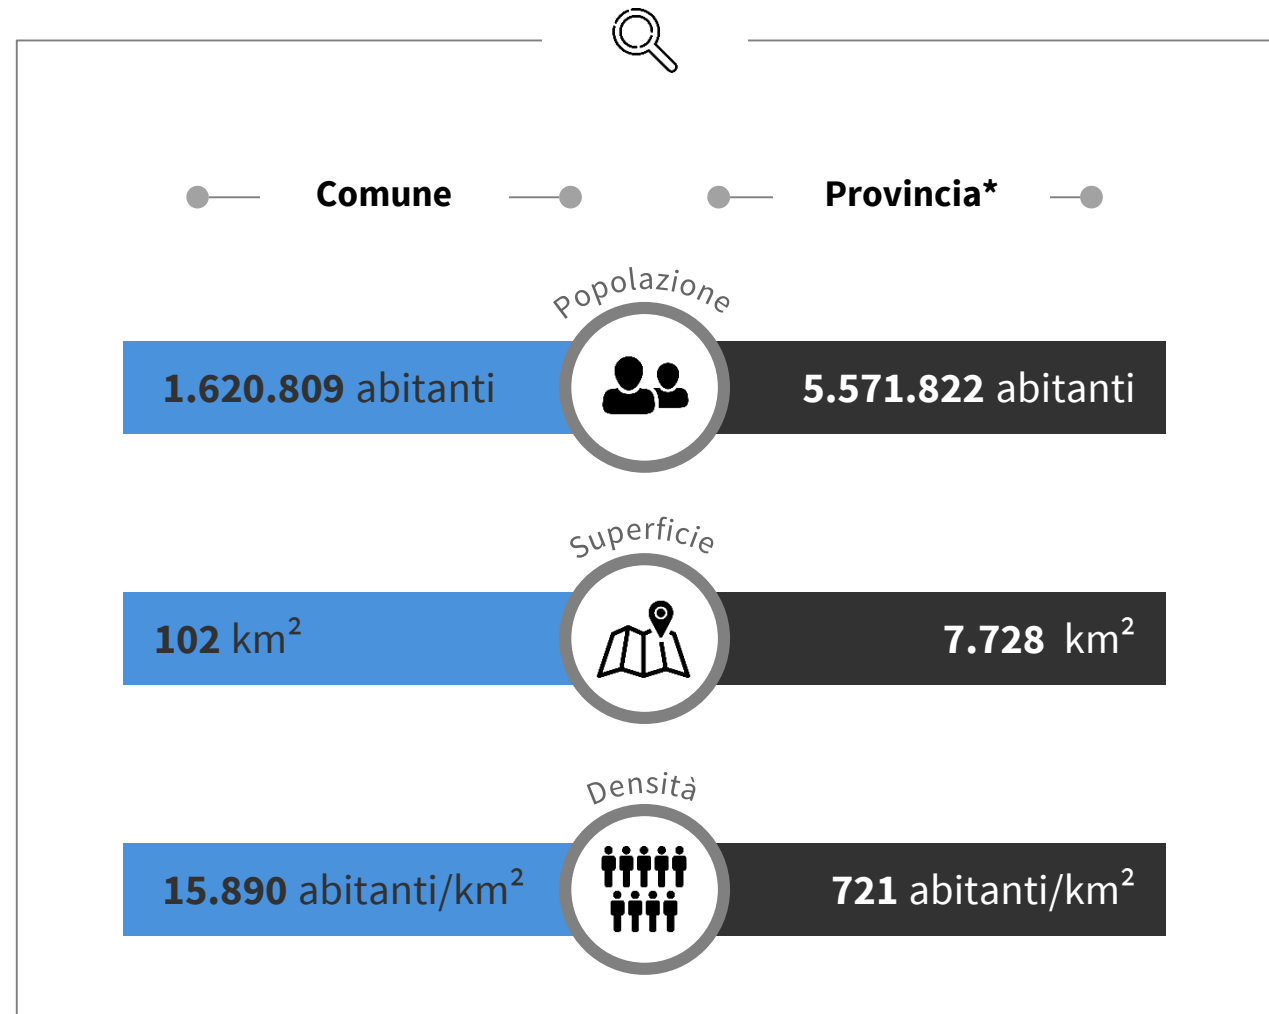 Comune
Provincia*
Popolazione
1.620.809 abitanti
5.571.822 abitanti
Superficie
102 km²
7.728 km²
Densità
15.890 abitanti/km²
721 abitanti/km²